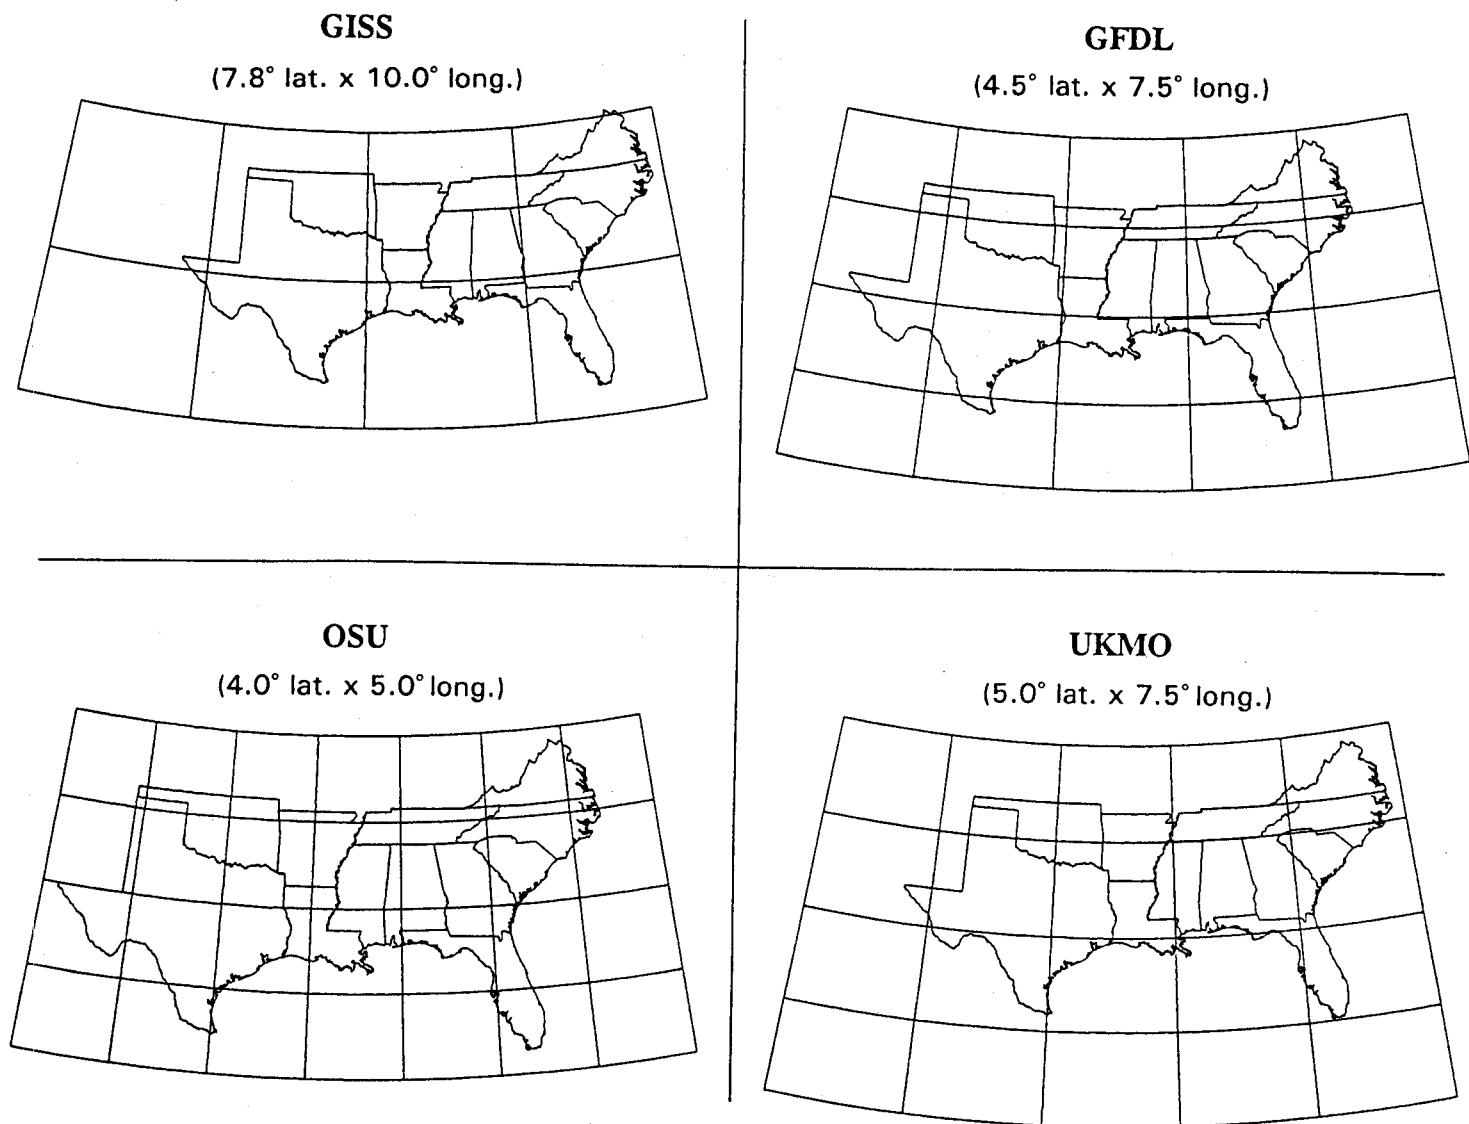 GISS
(7.8° lat. x 10.0° long.)
GFDL
(4.5° lat. x 7.5° long.)
OSU
(4.0° lat. x 5.0° long.)
UKMO
(5.0° lat. x 7.5° long.)